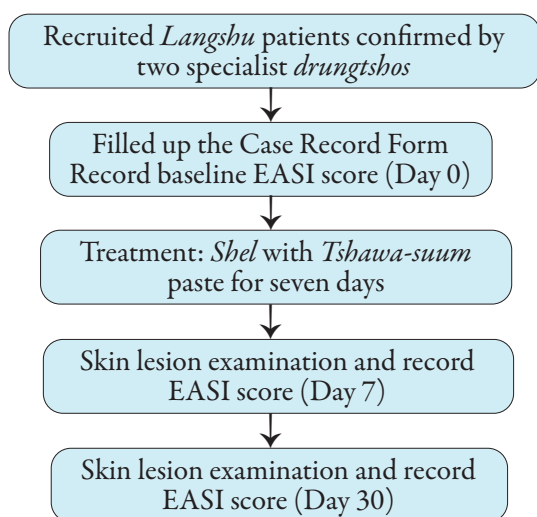 Recruited Langshu patients confirmed by
two specialist drungtshos
Filled up the Case Record Form
Record baseline EASI score (Day 0)
Treatment: Shel with Tshawa-suum
paste for seven days
Skin lesion examination and record
EASI score (Day 7)
Skin lesion examination and record
EASI score (Day 30)